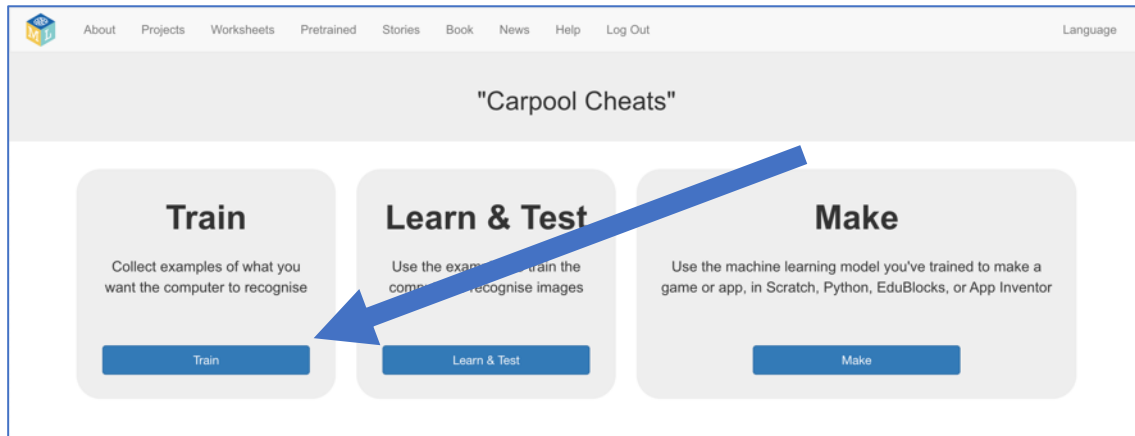 About Projects Worksheets Pretrained Stories Book News Help Log Out Language
"Carpool Cheats"
Train
Collect examples of what you
want the computer to recognise
Train
Learn & Test
Use the train the
recognise images
Learn & Test
Make
Use the machine learning model you've trained to make a
game or app, in Scratch, Python, EduBlocks, or App Inventor
Make